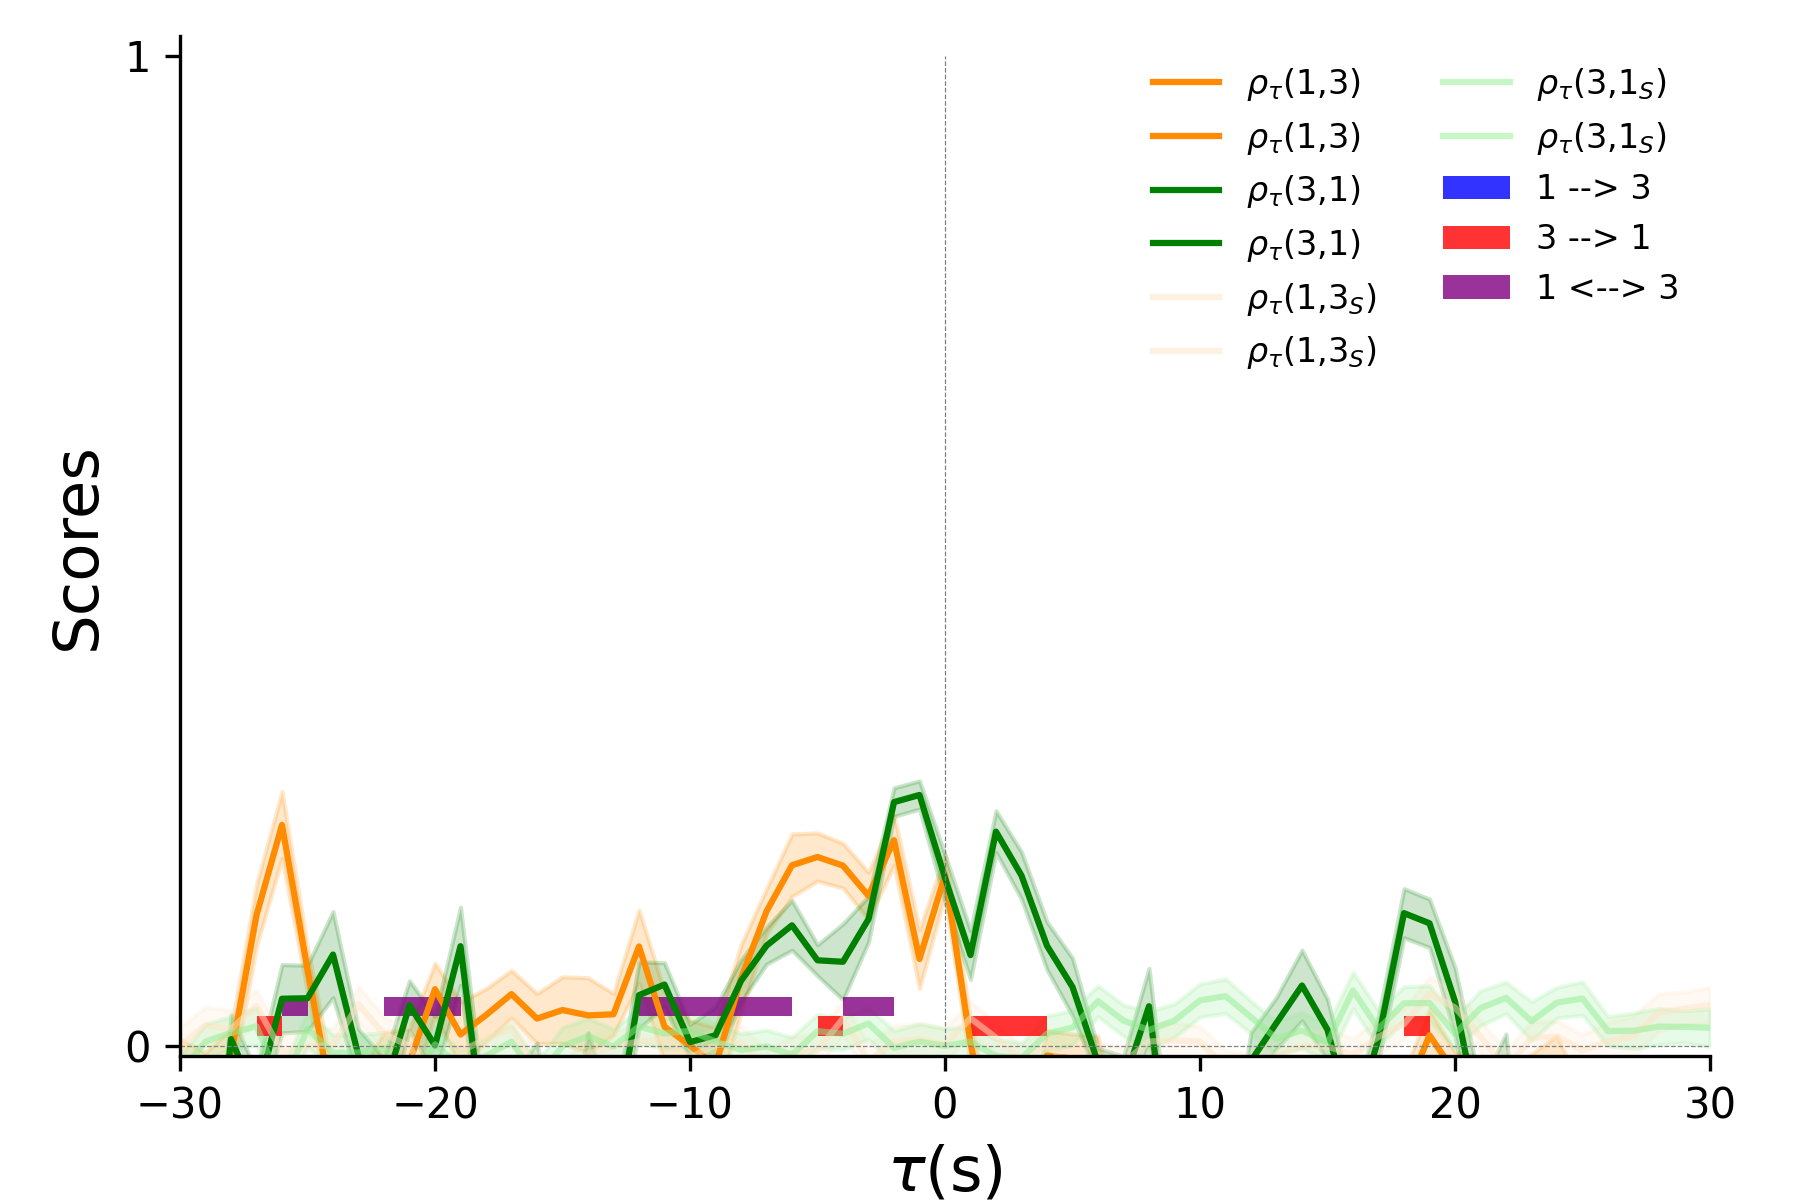 1
ρτ(1,3)
ρτ(1,3)
ρτ(3,1)
ρτ(3,1)
ρτ(1,3S)
ρτ(1,3S)
ρτ(3,1S)
ρτ(3,1S)
1 --> 3
3 --> 1
1 <--> 3
Scores
0
−30 −20 −10 0 10 20 30
τ(s)